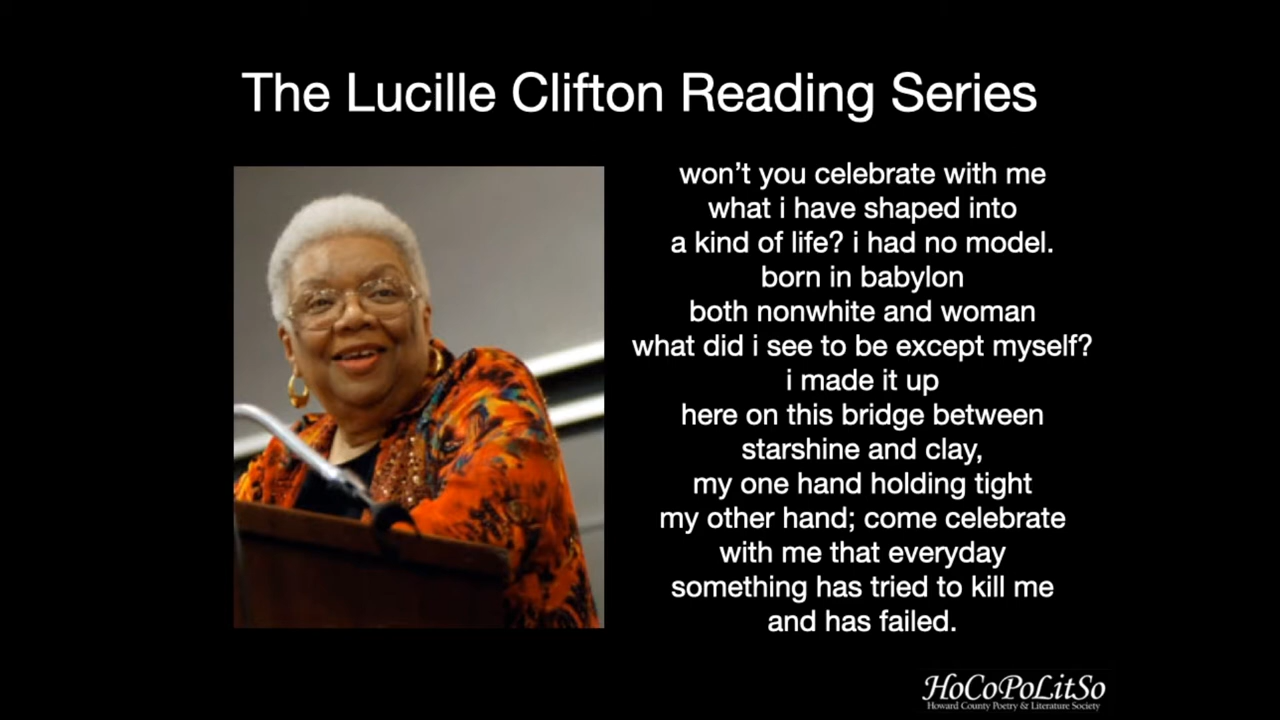 The Lucille Clifton Reading Series
won’t you celebrate with me
what i have shaped into
a kind of life? i had no model.
born in babylon
both nonwhite and woman
what did i see to be except myself?
i made it up
here on this bridge between
starshine and clay,
my one hand holding tight
my other hand; come celebrate
with me that everyday
something has tried to kill me
and has failed.
HoCoPoLitSo
Howard County Poetry & Literature Society